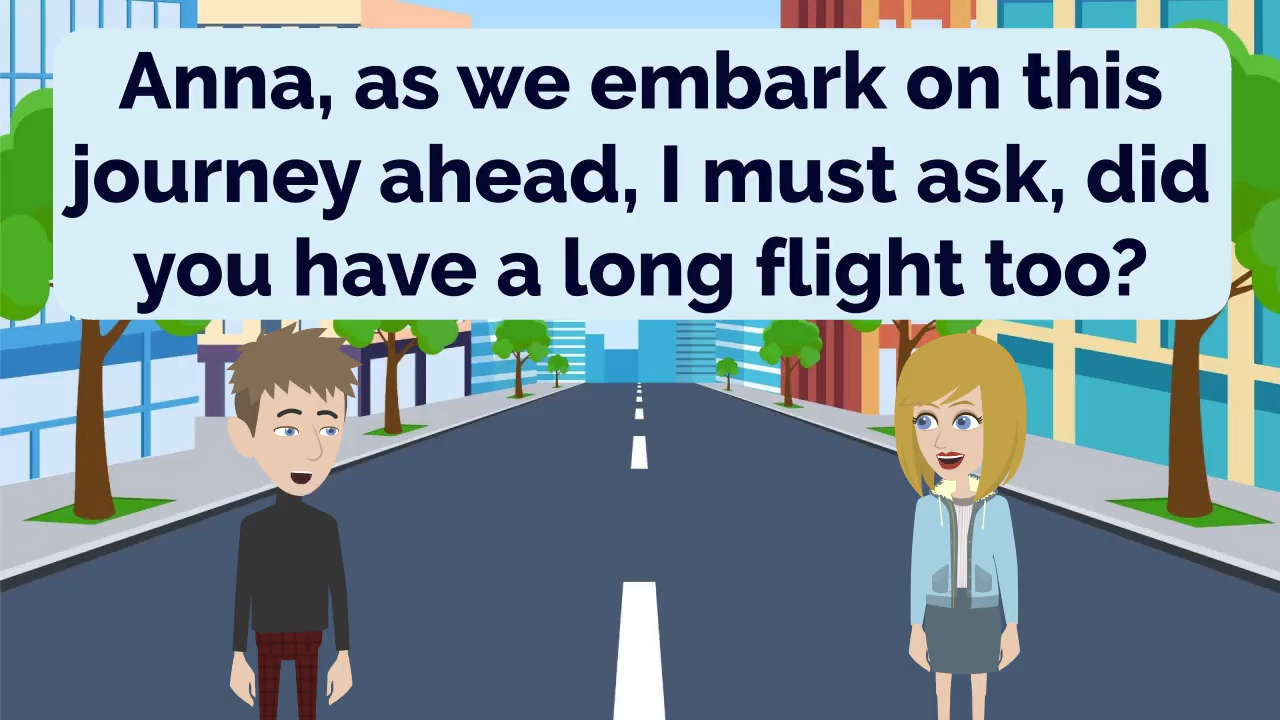 Anna, as we embark on this
journey ahead, I must ask, did
you have a long flight too?